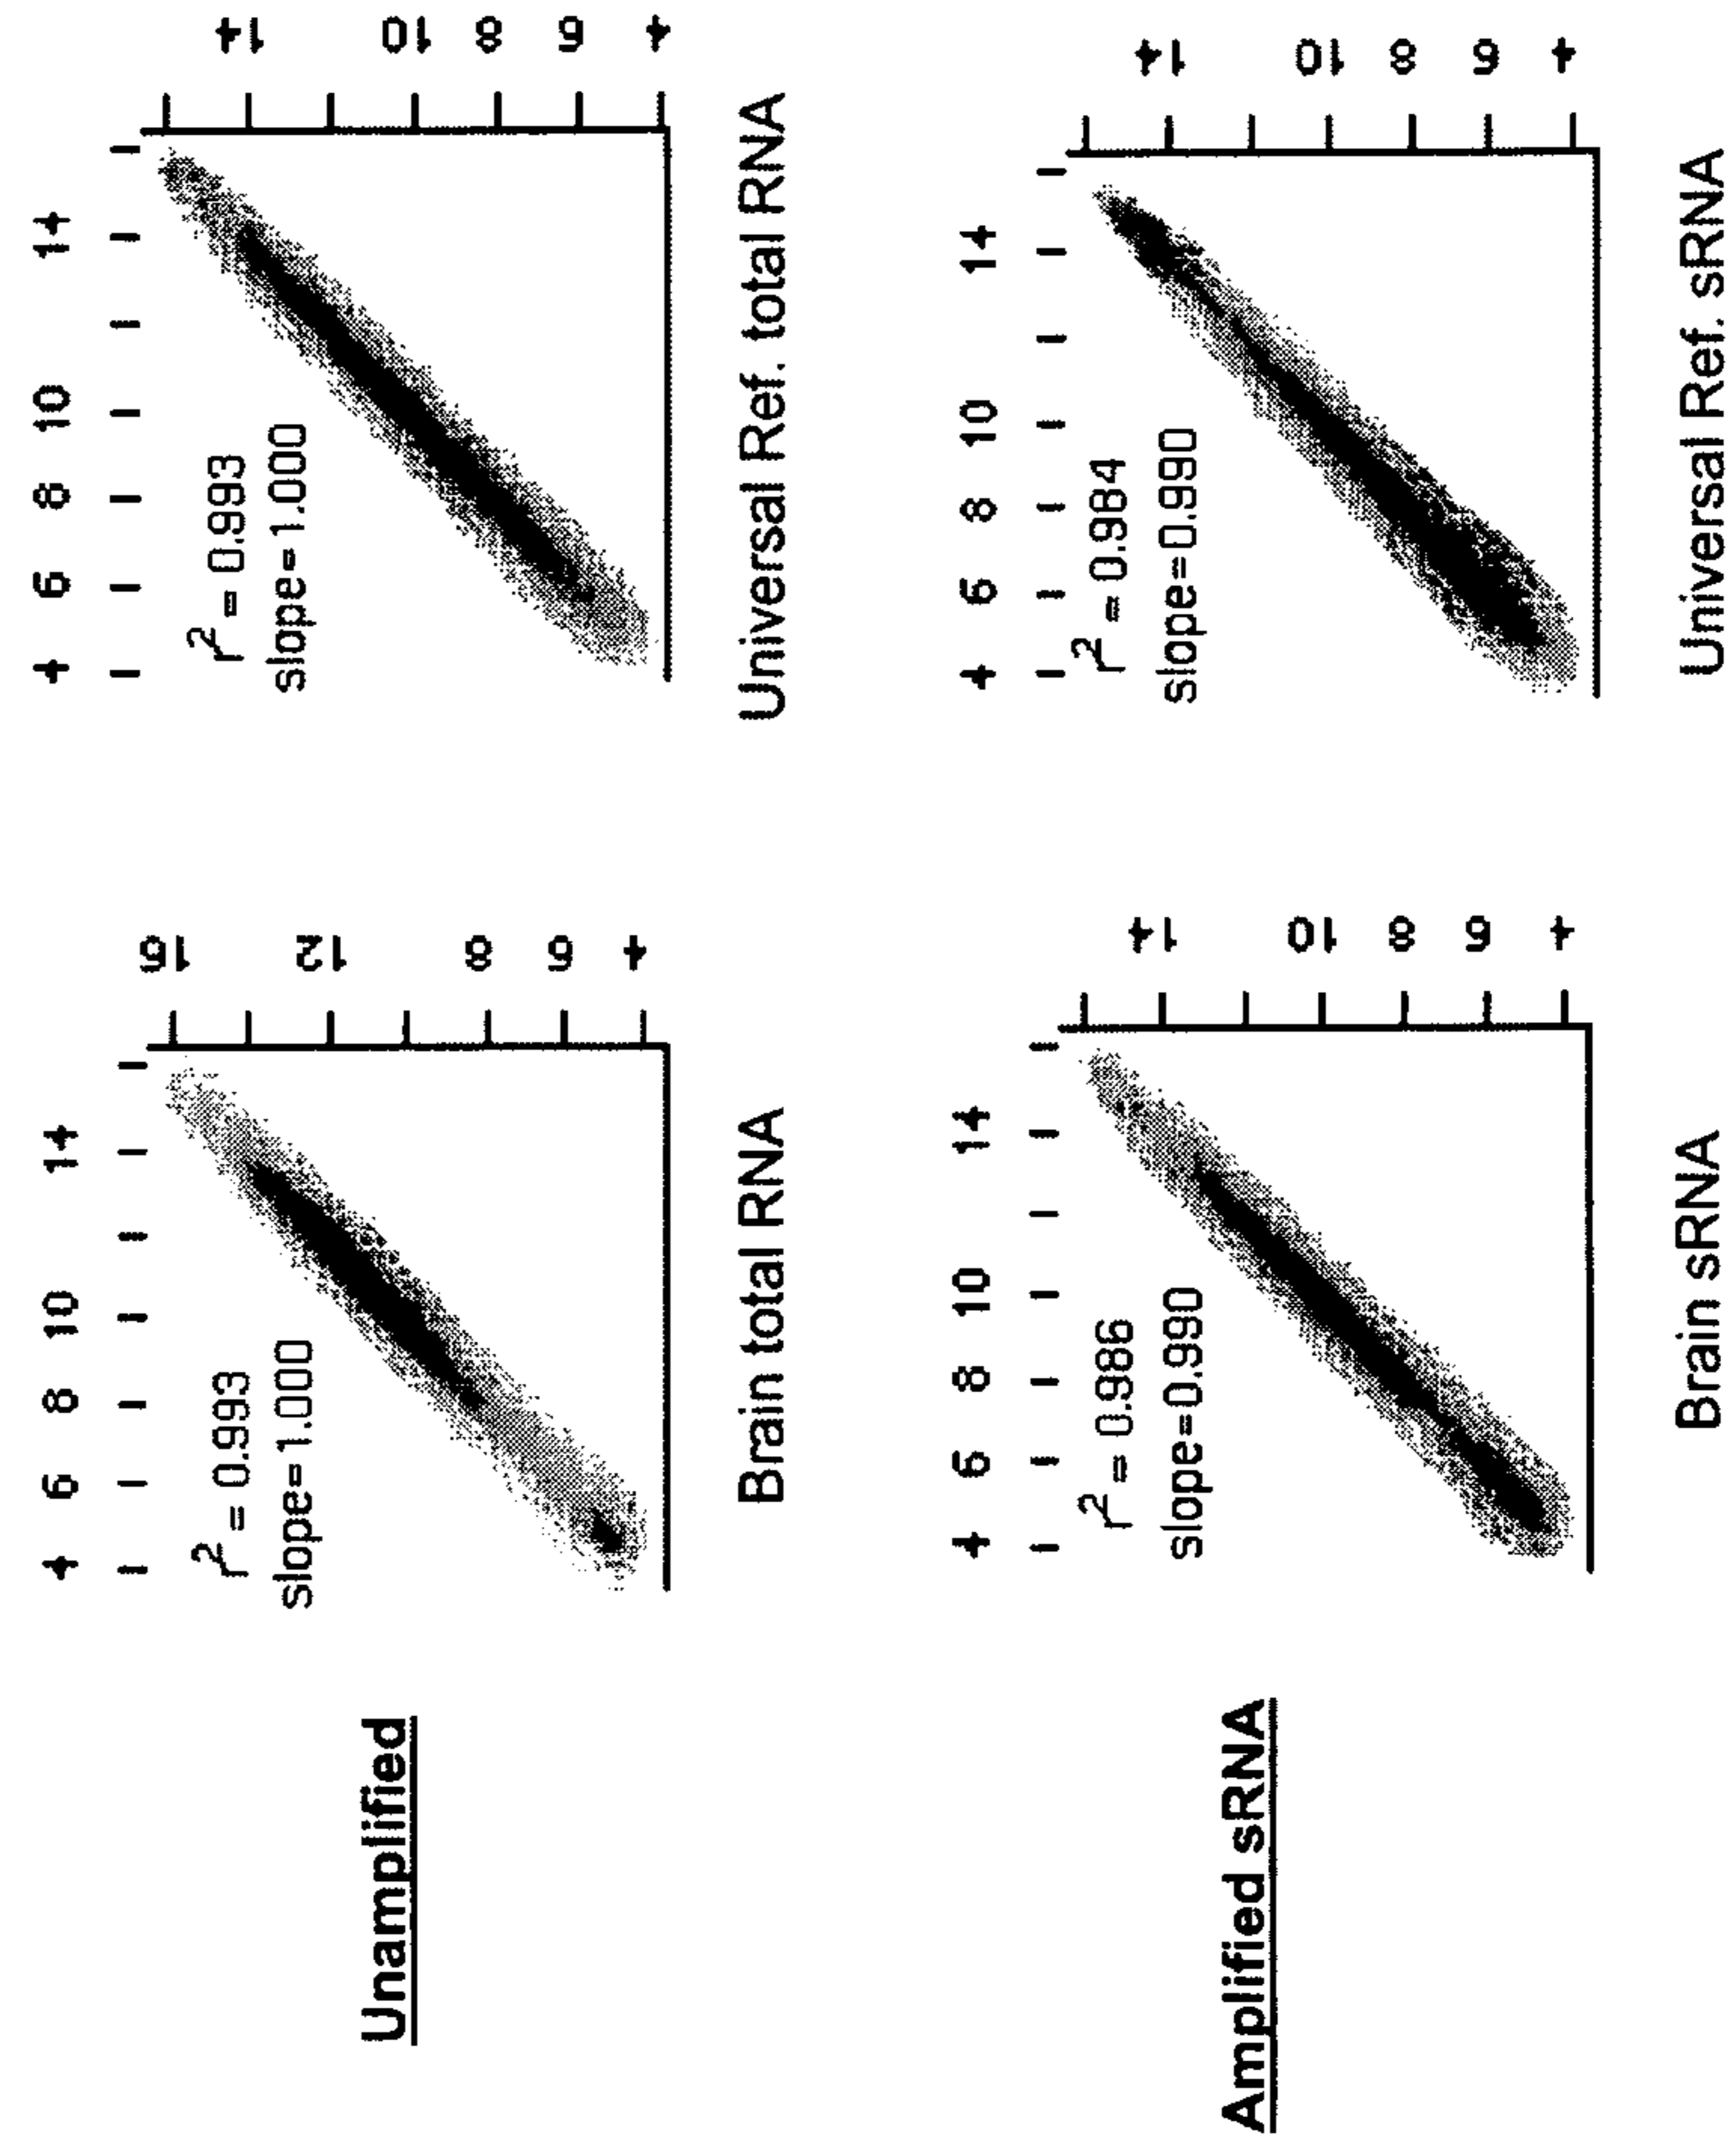 Unamplified
4 6 8 10 14
r² = 0.993
slope=1.000
16
12
8
6
4
Brain total RNA
4 6 8 10 14
r² = 0.993
slope=1.000
14
10
8
6
4
Universal Ref. total RNA
Amplified sRNA
4 6 8 10 14
r² = 0.986
slope=0.990
14
10
8
6
4
Brain sRNA
4 6 8 10 14
r² = 0.984
slope=0.990
14
10
8
6
4
Universal Ref. sRNA